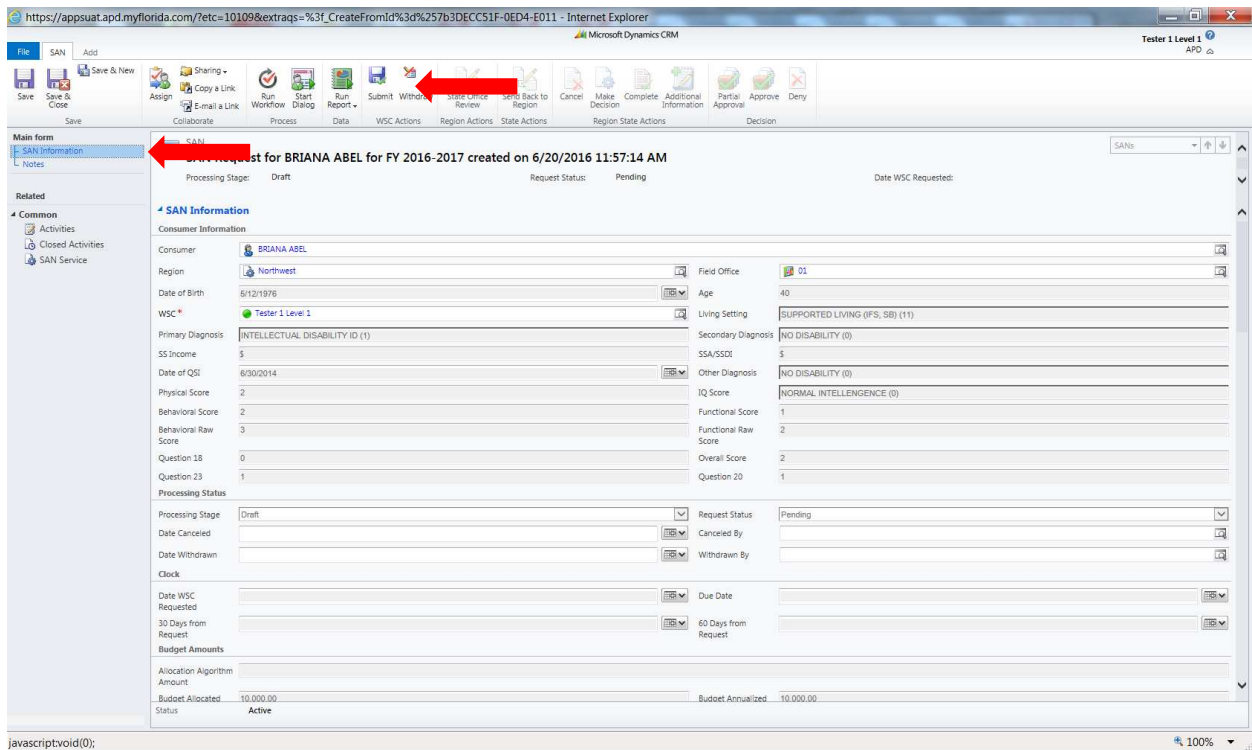 https://appsuat.apd.myflorida.com/?etc=10109&extraqs=%3f_CreateFromId%3d%257b3DECC51F-0ED4-E011 - Internet Explorer
Microsoft Dynamics CRM
Tester 1 Level 1
APD
File SAN Add
Save
Save & Close
Save & New
Assign
Sharing
Copy a Link
E-mail a Link
Run Workflow
Start Dialog
Run Report
Submit
State Office Review
Send Back to Region
Cancel
Make Decision
Complete
Additional Information
Partial Approval
Approve
Deny
Save Collaborate Process Data WSC Actions Region Actions State Actions Region State Actions Decision
Main form
SAN Information
Notes
Related
Common
Activities
Closed Activities
SAN Service
SAN
SAN Request for BRIANA ABEL for FY 2016-2017 created on 6/20/2016 11:57:14 AM
SANs
Processing Stage: Draft Request Status: Pending Date WSC Requested:
SAN Information
Consumer Information
Consumer BRIANA ABEL
Region Northwest Field Office 01
Date of Birth 5/12/1976 Age 40
WSC * Tester 1 Level 1 Living Setting SUPPORTED LIVING (IFS, SB) (11)
Primary Diagnosis INTELLECTUAL DISABILITY ID (1) Secondary Diagnosis NO DISABILITY (0)
SS Income $ SSA/SSDI $
Date of QSI 6/30/2014 Other Diagnosis NO DISABILITY (0)
Physical Score 2 IQ Score NORMAL INTELLENGENCE (0)
Behavioral Score 2 Functional Score 1
Behavioral Raw Score 3 Functional Raw Score 2
Question 18 0 Overall Score 2
Question 23 1 Question 20 1
Processing Status
Processing Stage Draft Request Status Pending
Date Canceled Canceled By
Date Withdrawn Withdrawn By
Clock
Date WSC Requested Due Date
30 Days from Request 60 Days from Request
Budget Amounts
Allocation Algorithm Amount
Budget Allocated 10,000.00 Budget Annualized 10,000.00
Status Active
javascript:void(0);
100%